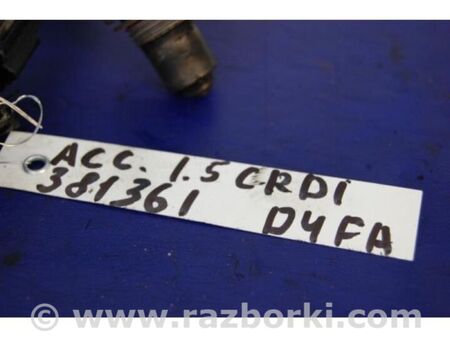 ACC. 1.5 CRDi
381361 D4FA
© www.razborki.com